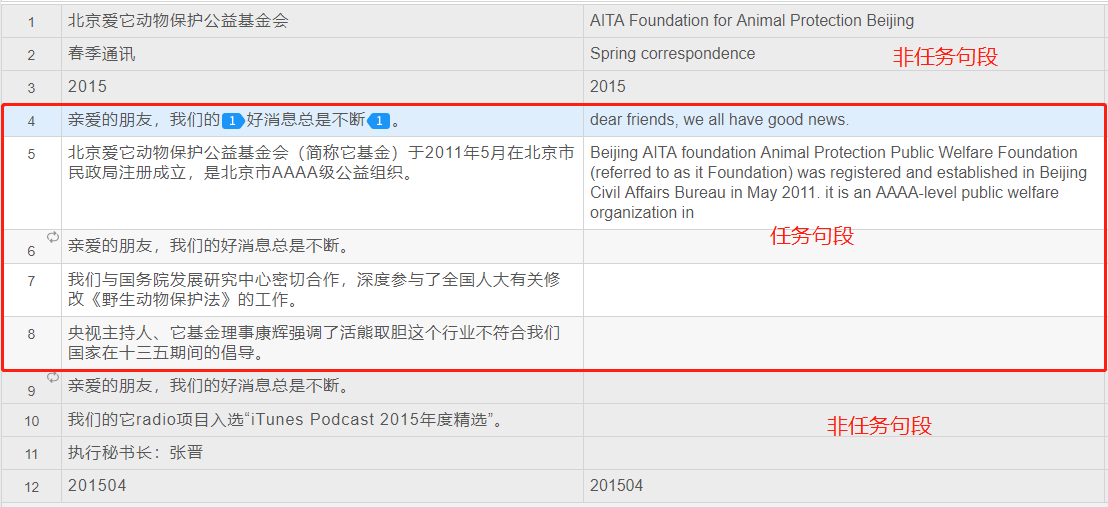 1 北京爱它动物保护公益基金会 AITA Foundation for Animal Protection Beijing
2 春季通讯 Spring correspondence
非任务句段
3 2015 2015
4 亲爱的朋友，我们的1好消息总是不断1。 dear friends, we all have good news.
5 北京爱它动物保护公益基金会（简称它基金）于2011年5月在北京市
民政局注册成立，是北京市AAAA级公益组织。
Beijing AITA foundation Animal Protection Public Welfare Foundation
(referred to as it Foundation) was registered and established in Beijing
Civil Affairs Bureau in May 2011. it is an AAAA-level public welfare
organization in
任务句段
6 亲爱的朋友，我们的好消息总是不断。
7 我们与国务院发展研究中心密切合作，深度参与了全国人大有关修
改《野生动物保护法》的工作。
8 央视主持人、它基金理事康辉强调了活熊取胆这个行业不符合我们
国家在十三五期间的倡导。
9 亲爱的朋友，我们的好消息总是不断。
10 我们的它radio项目入选“iTunes Podcast 2015年度精选”。
非任务句段
11 执行秘书长：张晋
12 201504 201504